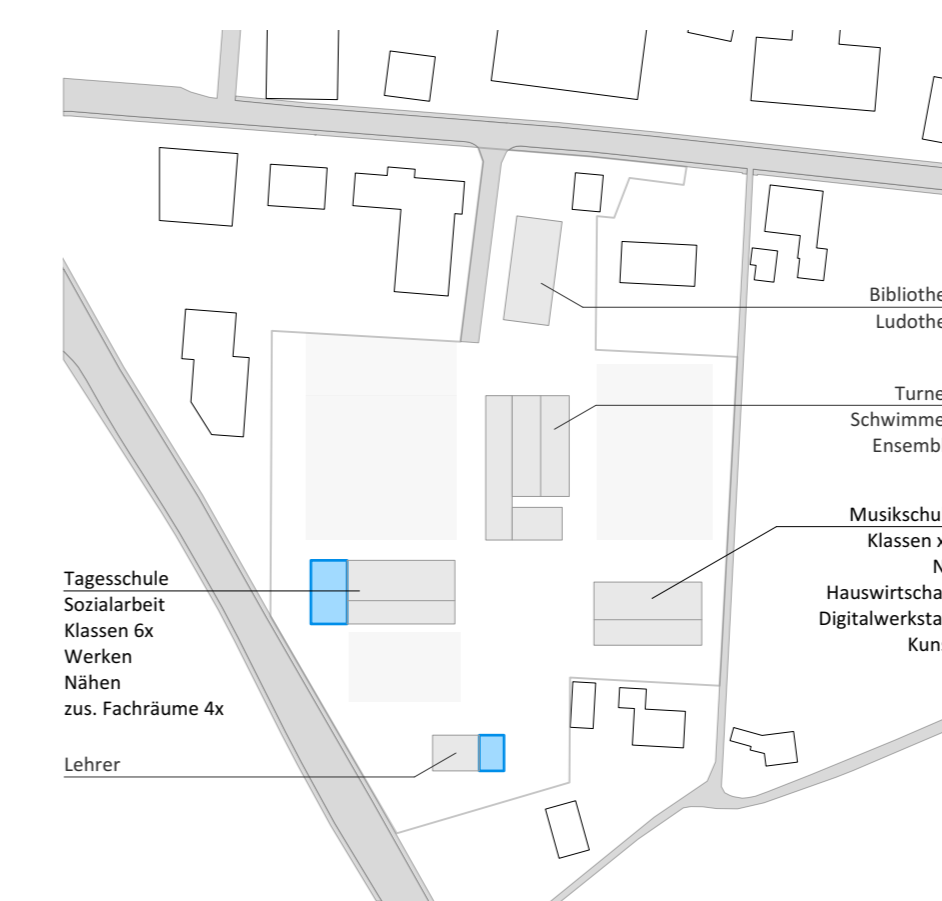 Bibliothe
Ludothe
Turne
Schwimme
Ensemb
Musikschu
Klassen x
N
Hauswirtscha
Digitalwerksta
Kuns
Tagesschule
Sozialarbeit
Klassen 6x
Werken
Nähen
zus. Fachräume 4x
Lehrer